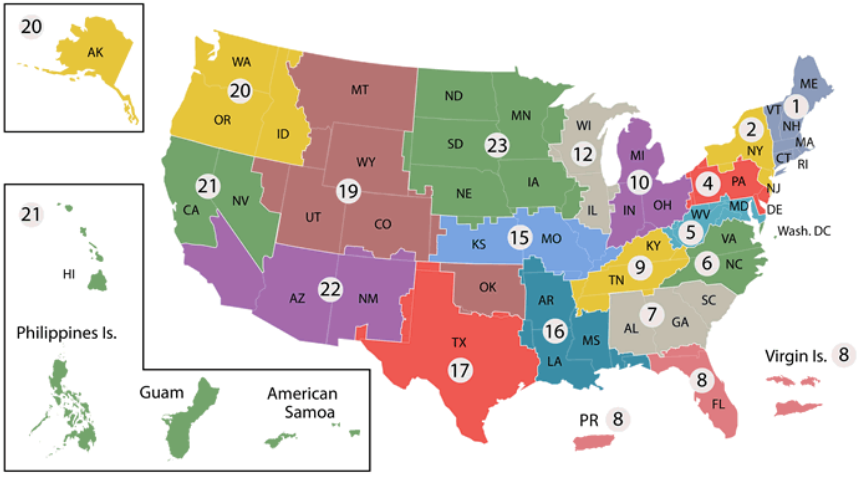 20
AK
21
HI
Philippines Is.
Guam
American
Samoa
WA
20
OR
ID
MT
WY
19
UT
CO
21
CA
NV
22
AZ
NM
ND
MN
SD
23
NE
IA
WI
12
IL
MI
10
IN
OH
KS
15
MO
OK
TX
17
AR
16
LA
MS
KY
9
TN
7
AL
GA
SC
8
FL
PR 8
Virgin Is. 8
ME
VT
1
NH
MA
CT
RI
2
NY
4
PA
NJ
MD
DE
WV
5
Wash. DC
VA
6
NC